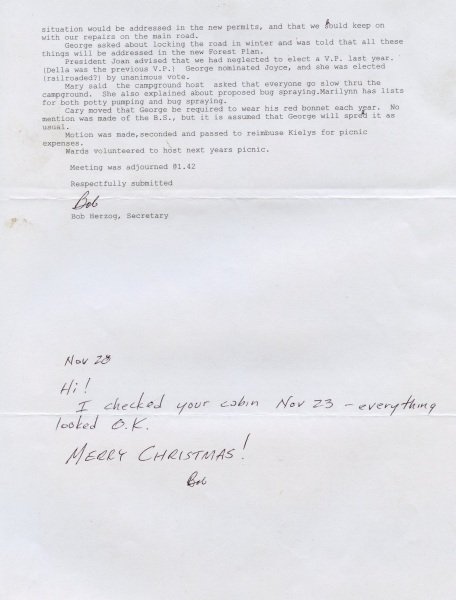 situation would be addressed in the new permits, and that we sould keep on
with our repairs on the main road.
George asked about locking the road in winter and was told that all these
things will be addressed in the new Forest Plan.
President Joan advised that we had neglected to elect a V.P. last year.
(Della was the previous V.P.) George nominated Joyce, and she was elected
(railroaded?) by unanimous vote.
Mary said the campground host asked that everyone go slow thru the
campground. She also explained about proposed bug spraying.Marilynn has lists
for both potty pumping and bug spraying.
Cary moved that George be required to wear his red bonnet each year. No
mention was made of the B.S., but it is assumed that George will spred it as
usual.
Motion was made,seconded and passed to reimbuse Kielys for picnic
expenses.
Wards volunteered to host next years picnic.
Meeting was adjourned @1.42
Respectfully submitted
Bob
Bob Herzog, Secretary
Nov 28
Hi!
I checked your cabin Nov 23 - everything
looked O.K.
MERRY CHRISTMAS!
Bob